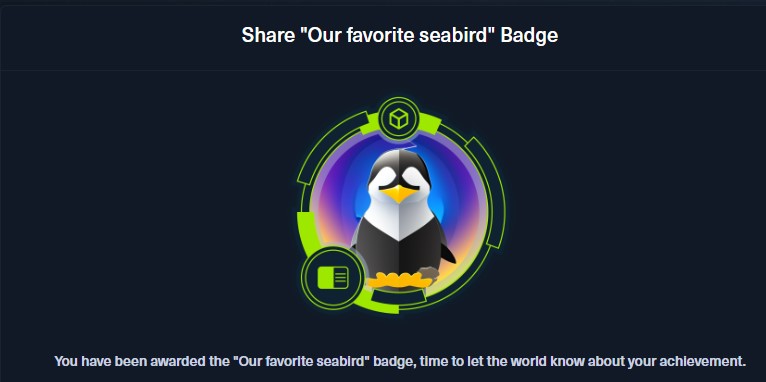 Share "Our favorite seabird" Badge
You have been awarded the "Our favorite seabird" badge, time to let the world know about your achievement.